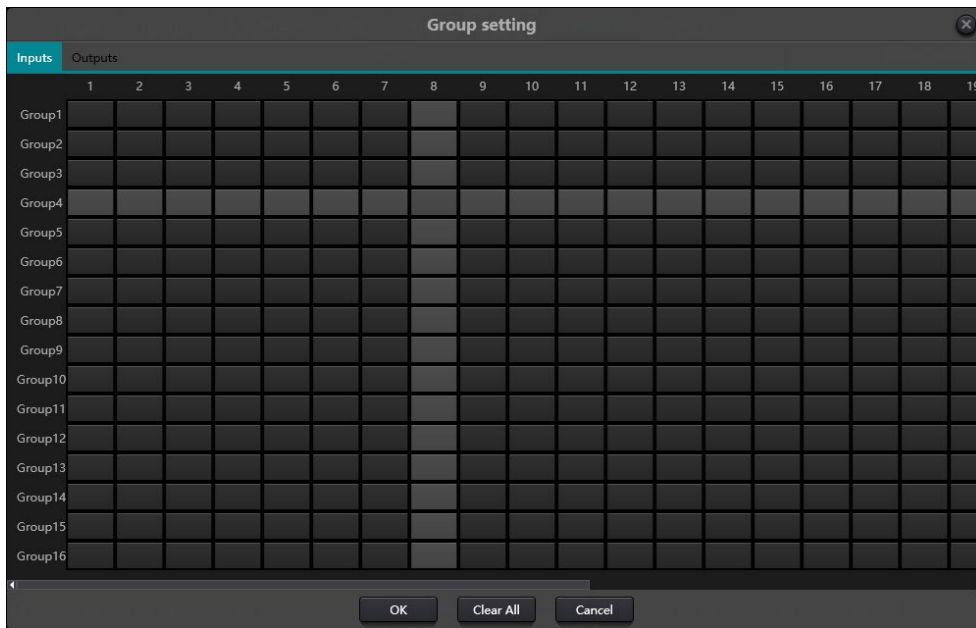 Group setting
Inputs Outputs
1 2 3 4 5 6 7 8 9 10 11 12 13 14 15 16 17 18 19
Group1
Group2
Group3
Group4
Group5
Group6
Group7
Group8
Group9
Group10
Group11
Group12
Group13
Group14
Group15
Group16
OK Clear All Cancel